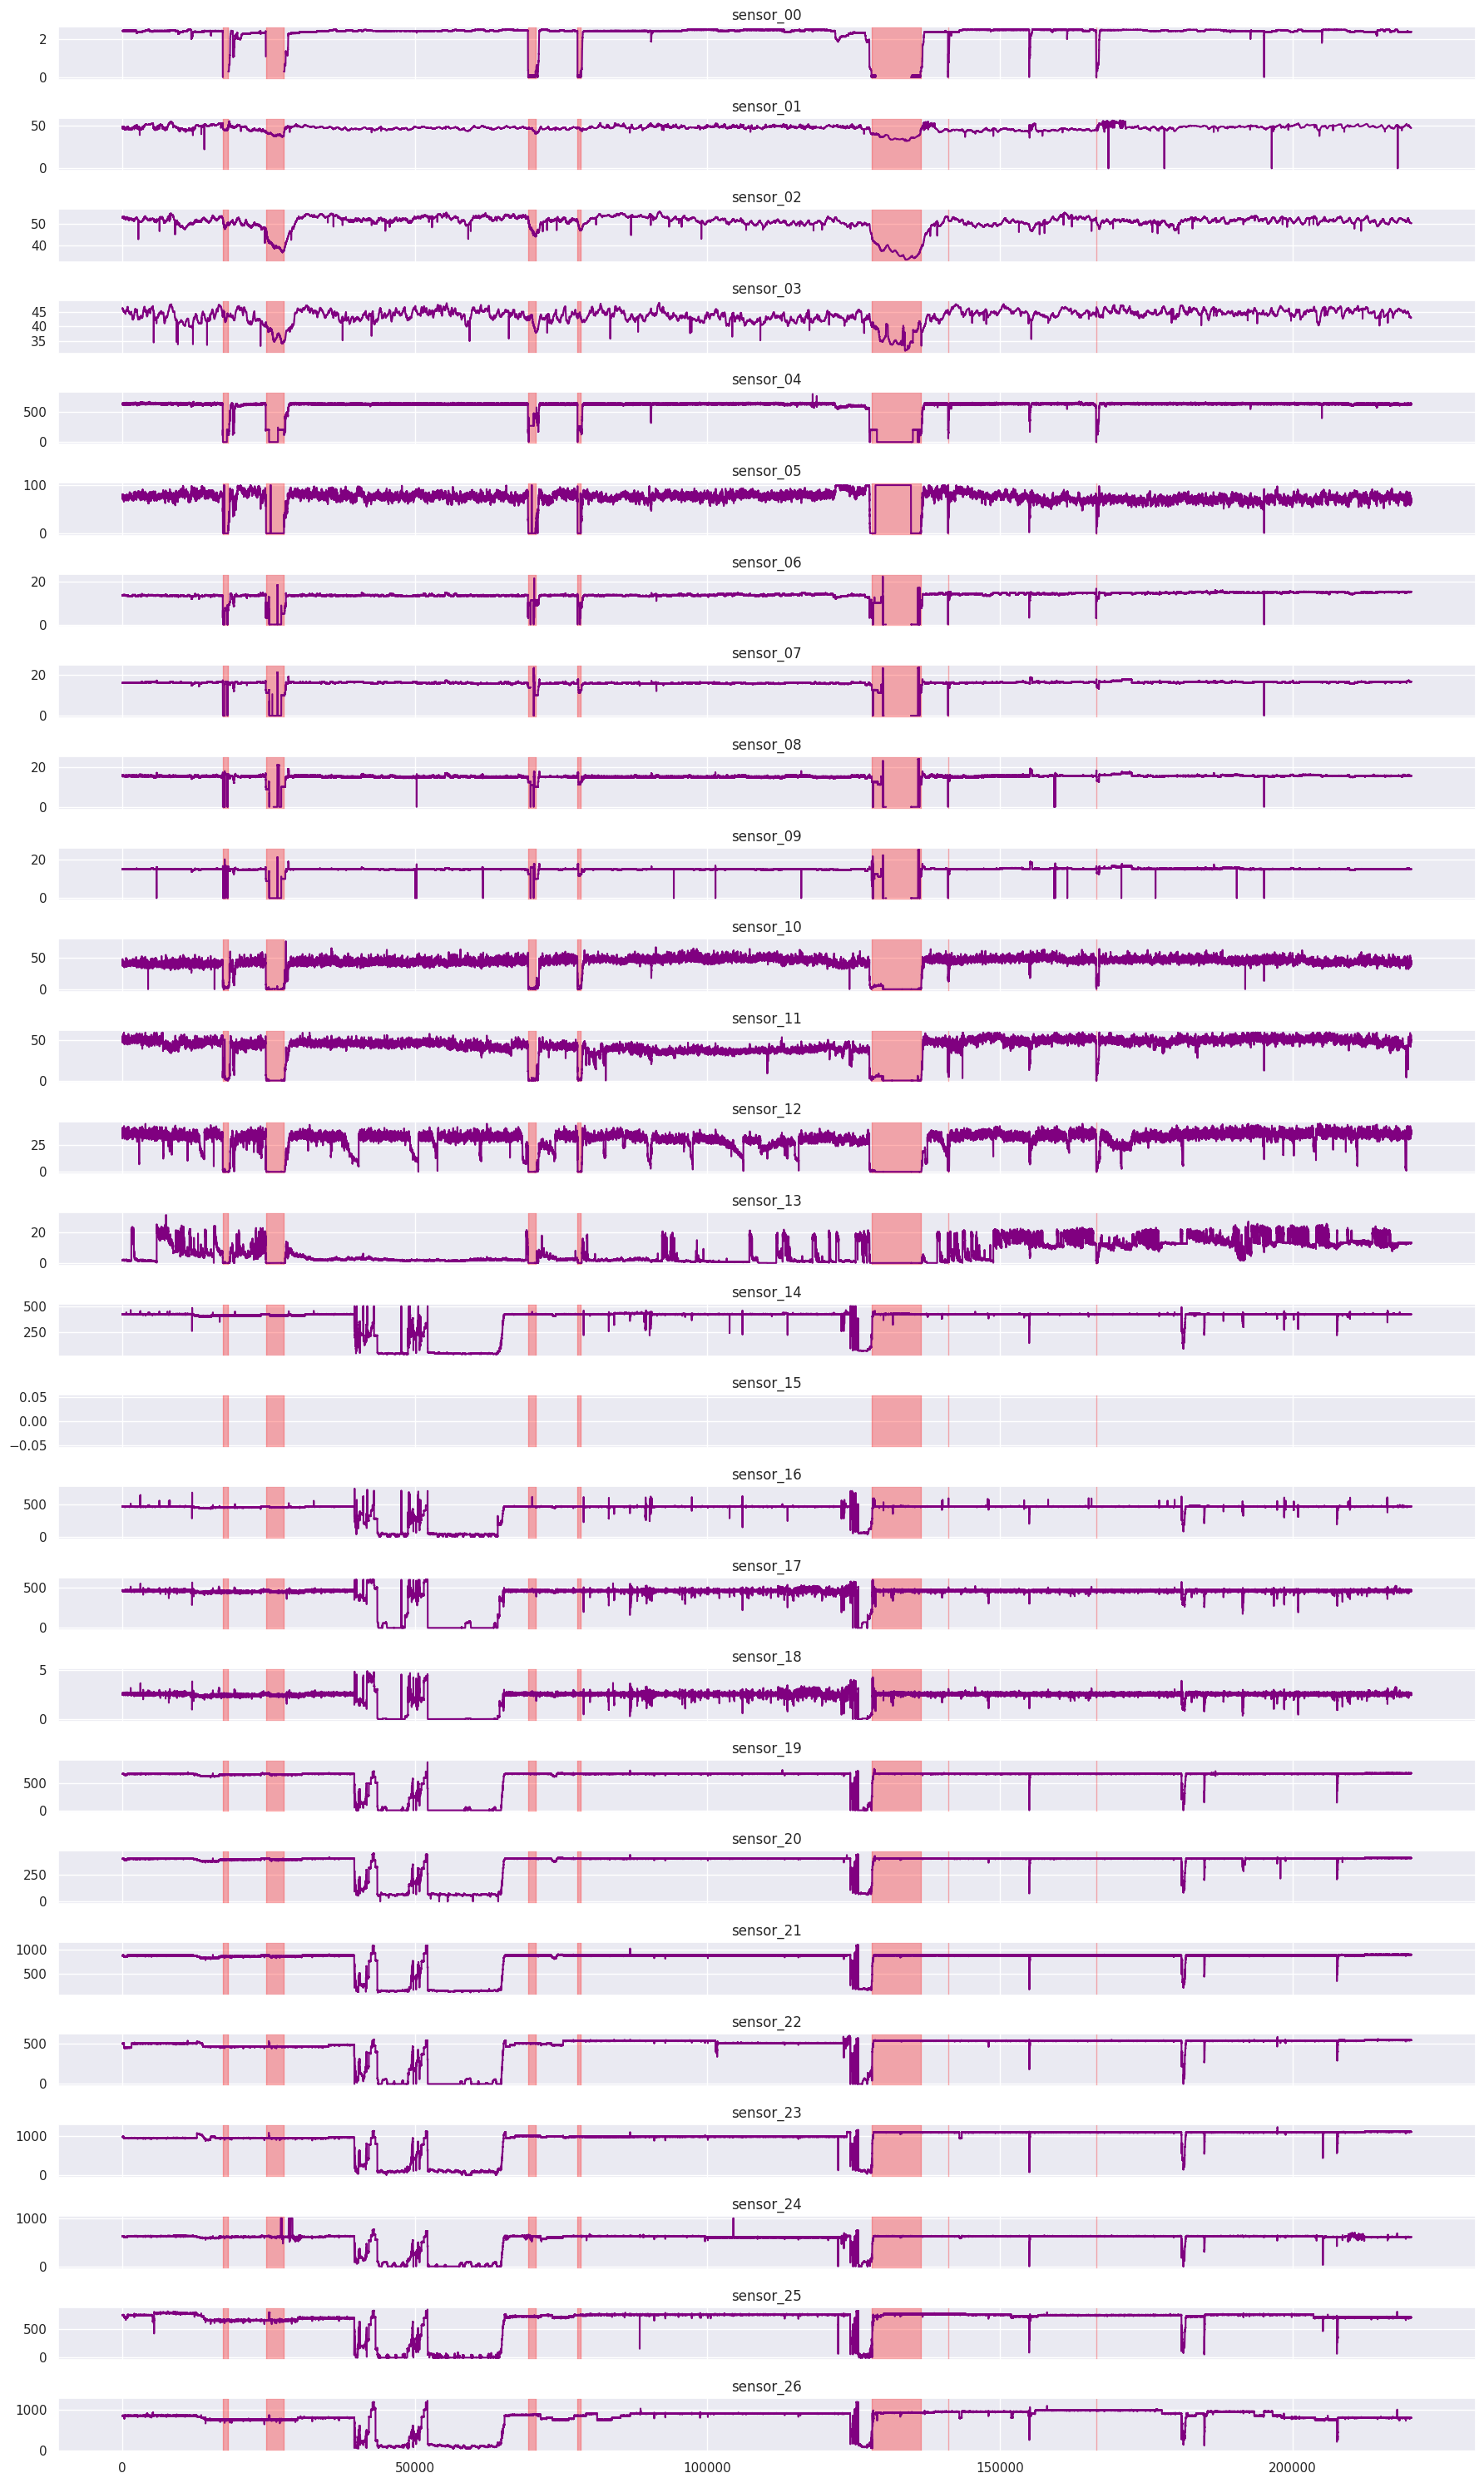 sensor_00
2
0
sensor_01
50
0
sensor_02
50
40
sensor_03
45
40
35
sensor_04
500
0
sensor_05
100
0
sensor_06
20
0
sensor_07
20
0
sensor_08
20
0
sensor_09
20
0
sensor_10
50
0
sensor_11
50
0
sensor_12
25
0
sensor_13
20
0
sensor_14
500
250
sensor_15
0.05
0.00
−0.05
sensor_16
500
0
sensor_17
500
0
sensor_18
5
0
sensor_19
500
0
sensor_20
250
0
sensor_21
1000
500
sensor_22
500
0
sensor_23
1000
0
sensor_24
1000
0
sensor_25
500
0
sensor_26
1000
0
0 50000 100000 150000 200000